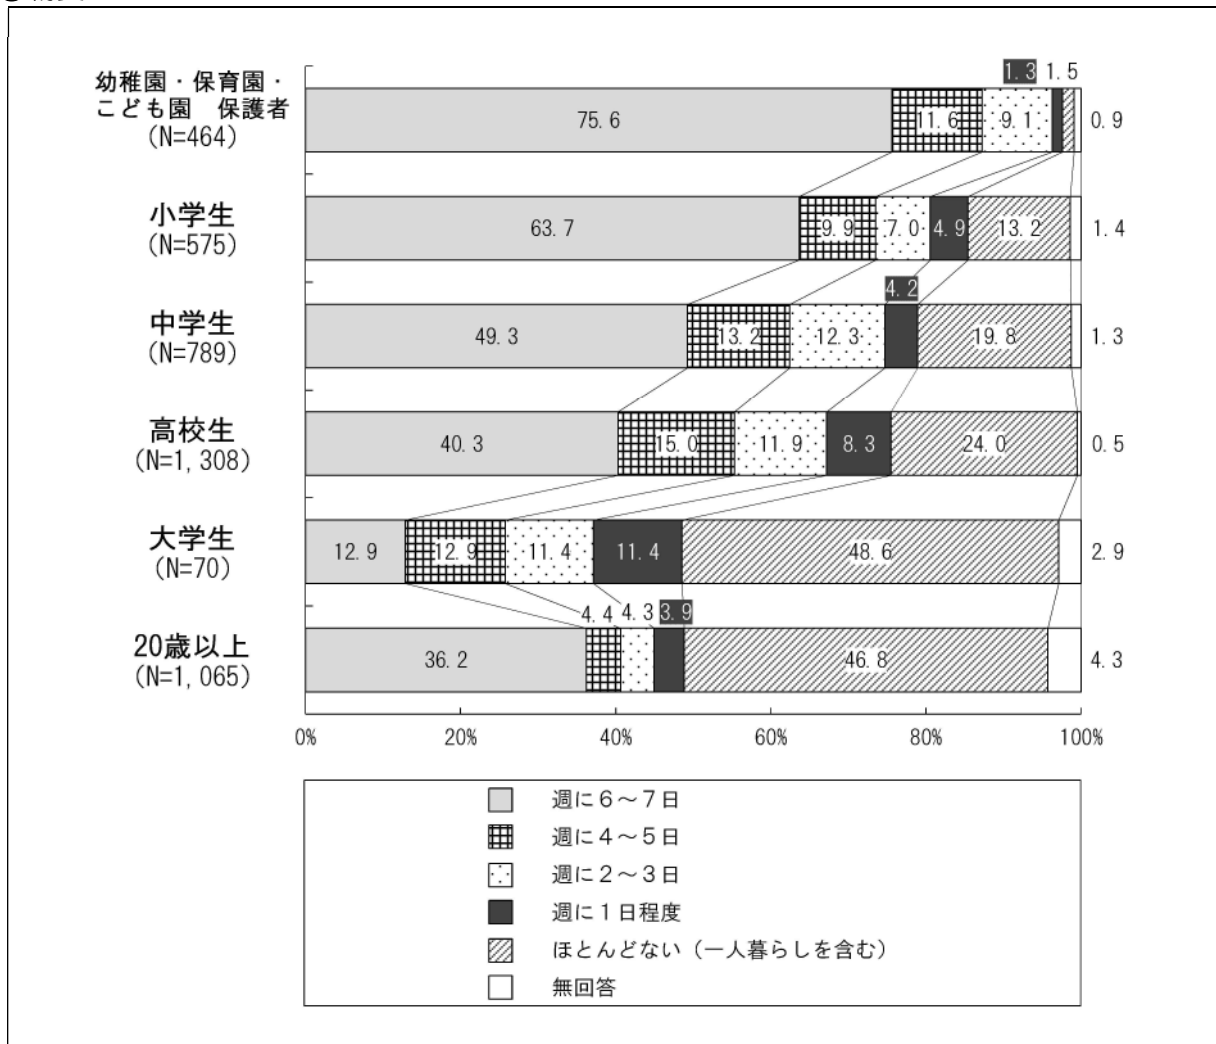 1.3 1.5
幼稚園・保育園・
こども園　保護者
(N=464)
75.6 11.6 9.1 0.9
小学生
(N=575)
63.7 9.9 7.0 4.9 13.2 1.4
4.2
中学生
(N=789)
49.3 13.2 12.3 19.8 1.3
高校生
(N=1,308)
40.3 15.0 11.9 8.3 24.0 0.5
大学生
(N=70)
12.9 12.9 11.4 11.4 48.6 2.9
4.4 4.3 3.9
20歳以上
(N=1,065)
36.2 46.8 4.3
0% 20% 40% 60% 80% 100%
週に６～７日
週に４～５日
週に２～３日
週に１日程度
ほとんどない（一人暮らしを含む）
無回答